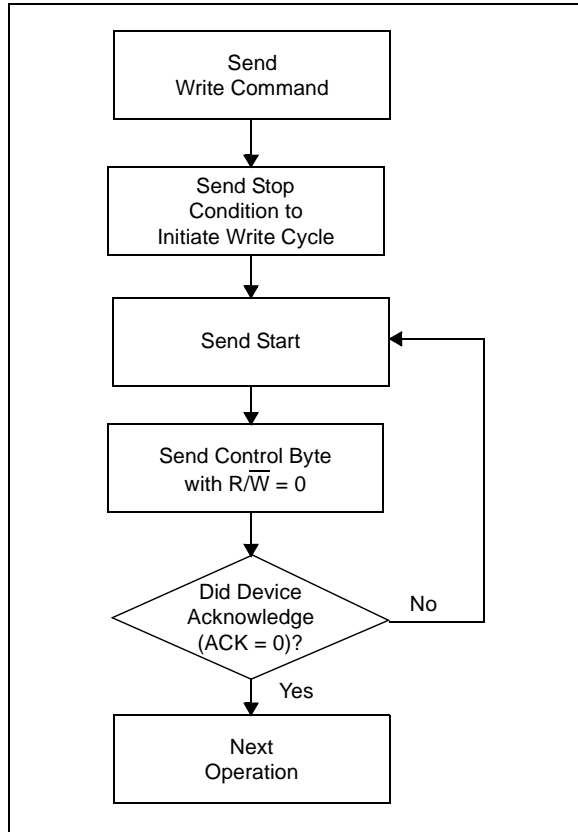 Send
Write Command
Send Stop
Condition to
Initiate Write Cycle
Send Start
Send Control Byte
with R/W̅ = 0
Did Device
Acknowledge
(ACK = 0)?
No
Yes
Next
Operation